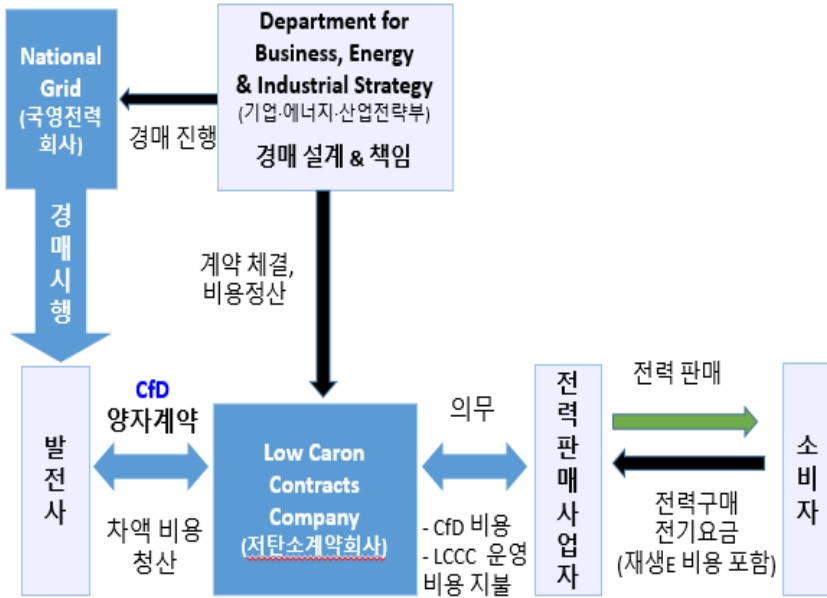 National
Grid
(국영전력
회사)
Department for
Business, Energy
& Industrial Strategy
(기업·에너지·산업전략부)
경매 설계 & 책임
경매 진행
경
매
시
행
계약 체결,
비용정산
발
전
사
CfD
양자계약
차액 비용
청산
Low Caron
Contracts
Company
(저탄소계약회사)
의무
- CfD 비용
- LCCC 운영
비용 지불
전
력
판
매
사
업
자
전력 판매
전력구매
전기요금
(재생E 비용 포함)
소
비
자